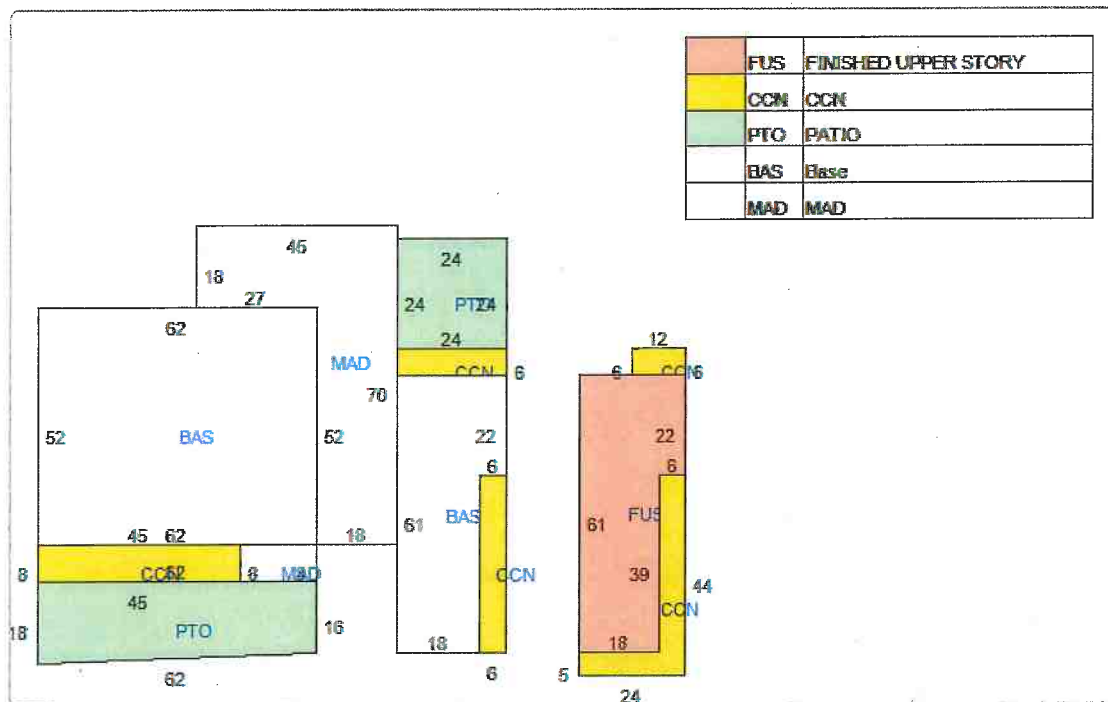 FUS FINISHED UPPER STORY
CCN CCN
PTO PATIO
BAS Base
MAD MAD
45
18
27
62
24
24 PTO 24
24
MAD
CCN 6
70
12
6 CCN 6
52
BAS
52
22
6
22
6
45 62
18
61
BAS
61
FUS
8
CCN
6
MAD
CCN
39
44
45
18
PTO
16
CCN
18
18
62
6
5
24